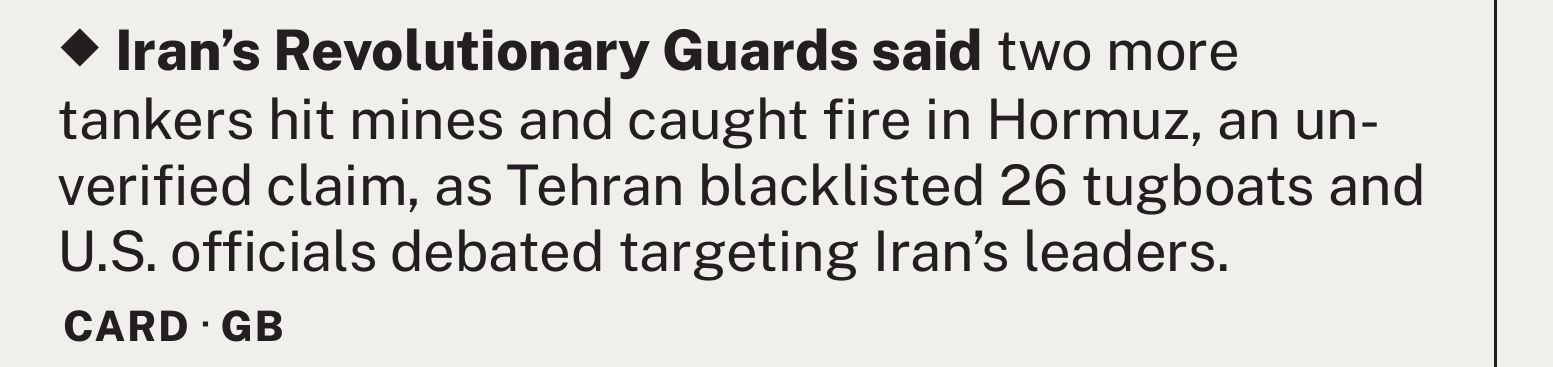 ◆ Iran’s Revolutionary Guards said two more
tankers hit mines and caught fire in Hormuz, an un-
verified claim, as Tehran blacklisted 26 tugboats and
U.S. officials debated targeting Iran’s leaders.
CARD · GB